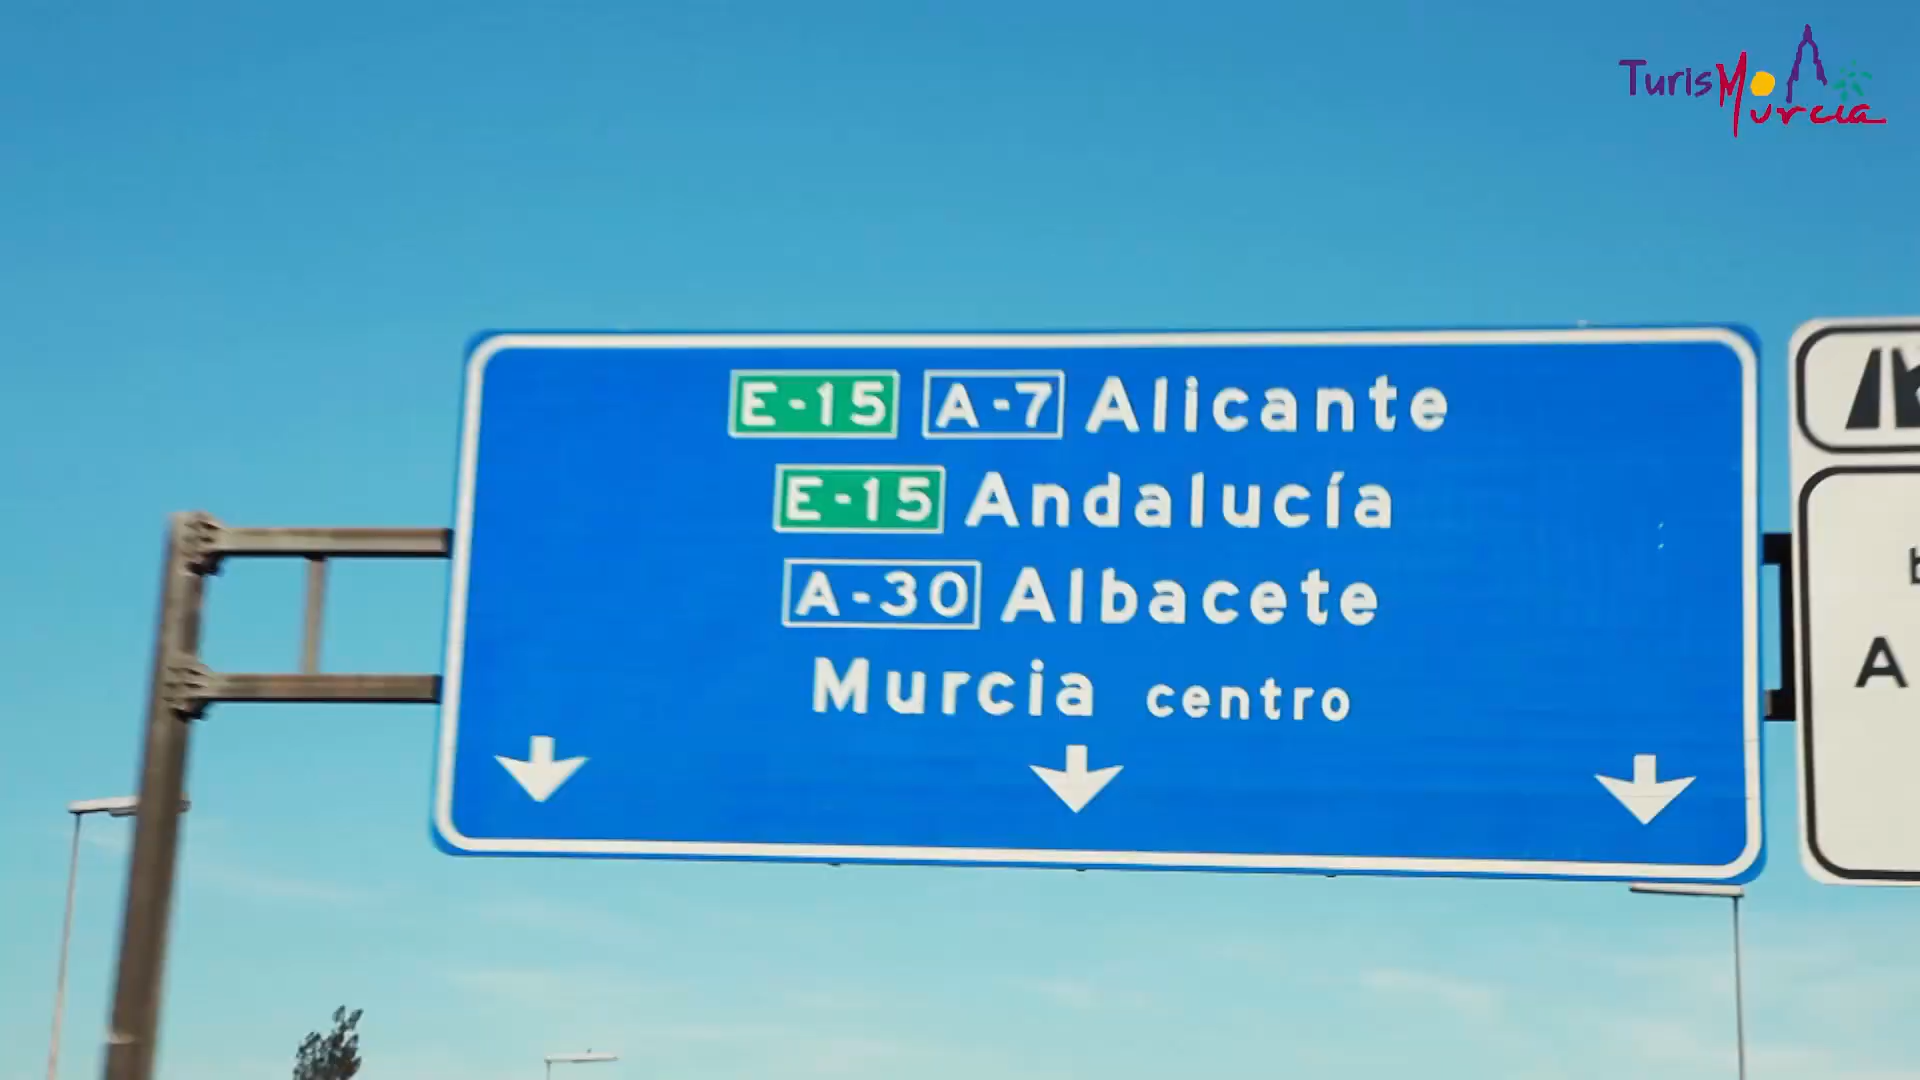 TurisMo
Murcia
E-15 A-7 Alicante
E-15 Andalucía
A-30 Albacete
Murcia centro
A